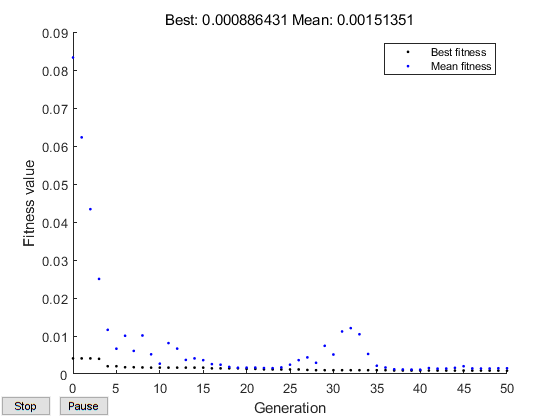 Best: 0.000886431 Mean: 0.00151351
Best fitness
Mean fitness
0.09
0.08
0.07
0.06
0.05
0.04
0.03
0.02
0.01
0
Fitness value
0 5 10 15 20 25 30 35 40 45 50
Generation
Stop Pause